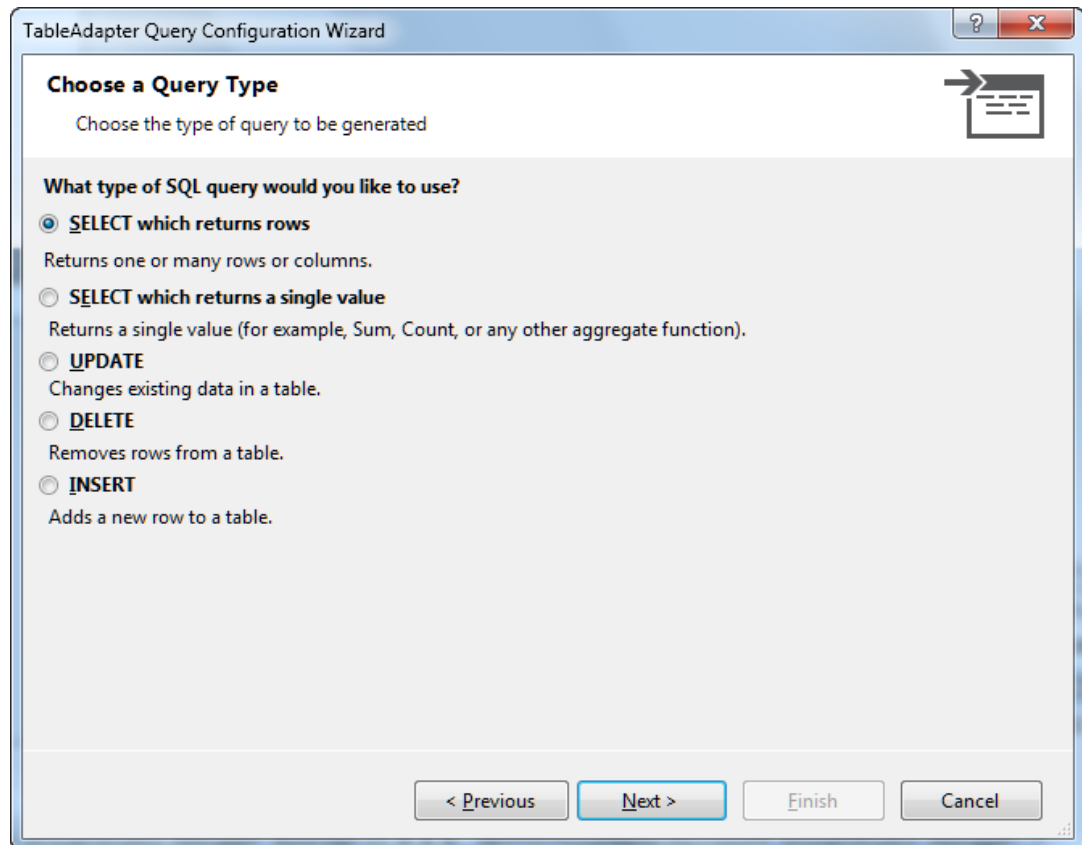 TableAdapter Query Configuration Wizard
?
X
Choose a Query Type
Choose the type of query to be generated
What type of SQL query would you like to use?
SELECT which returns rows
Returns one or many rows or columns.
SELECT which returns a single value
Returns a single value (for example, Sum, Count, or any other aggregate function).
UPDATE
Changes existing data in a table.
DELETE
Removes rows from a table.
INSERT
Adds a new row to a table.
< Previous
Next >
Finish
Cancel